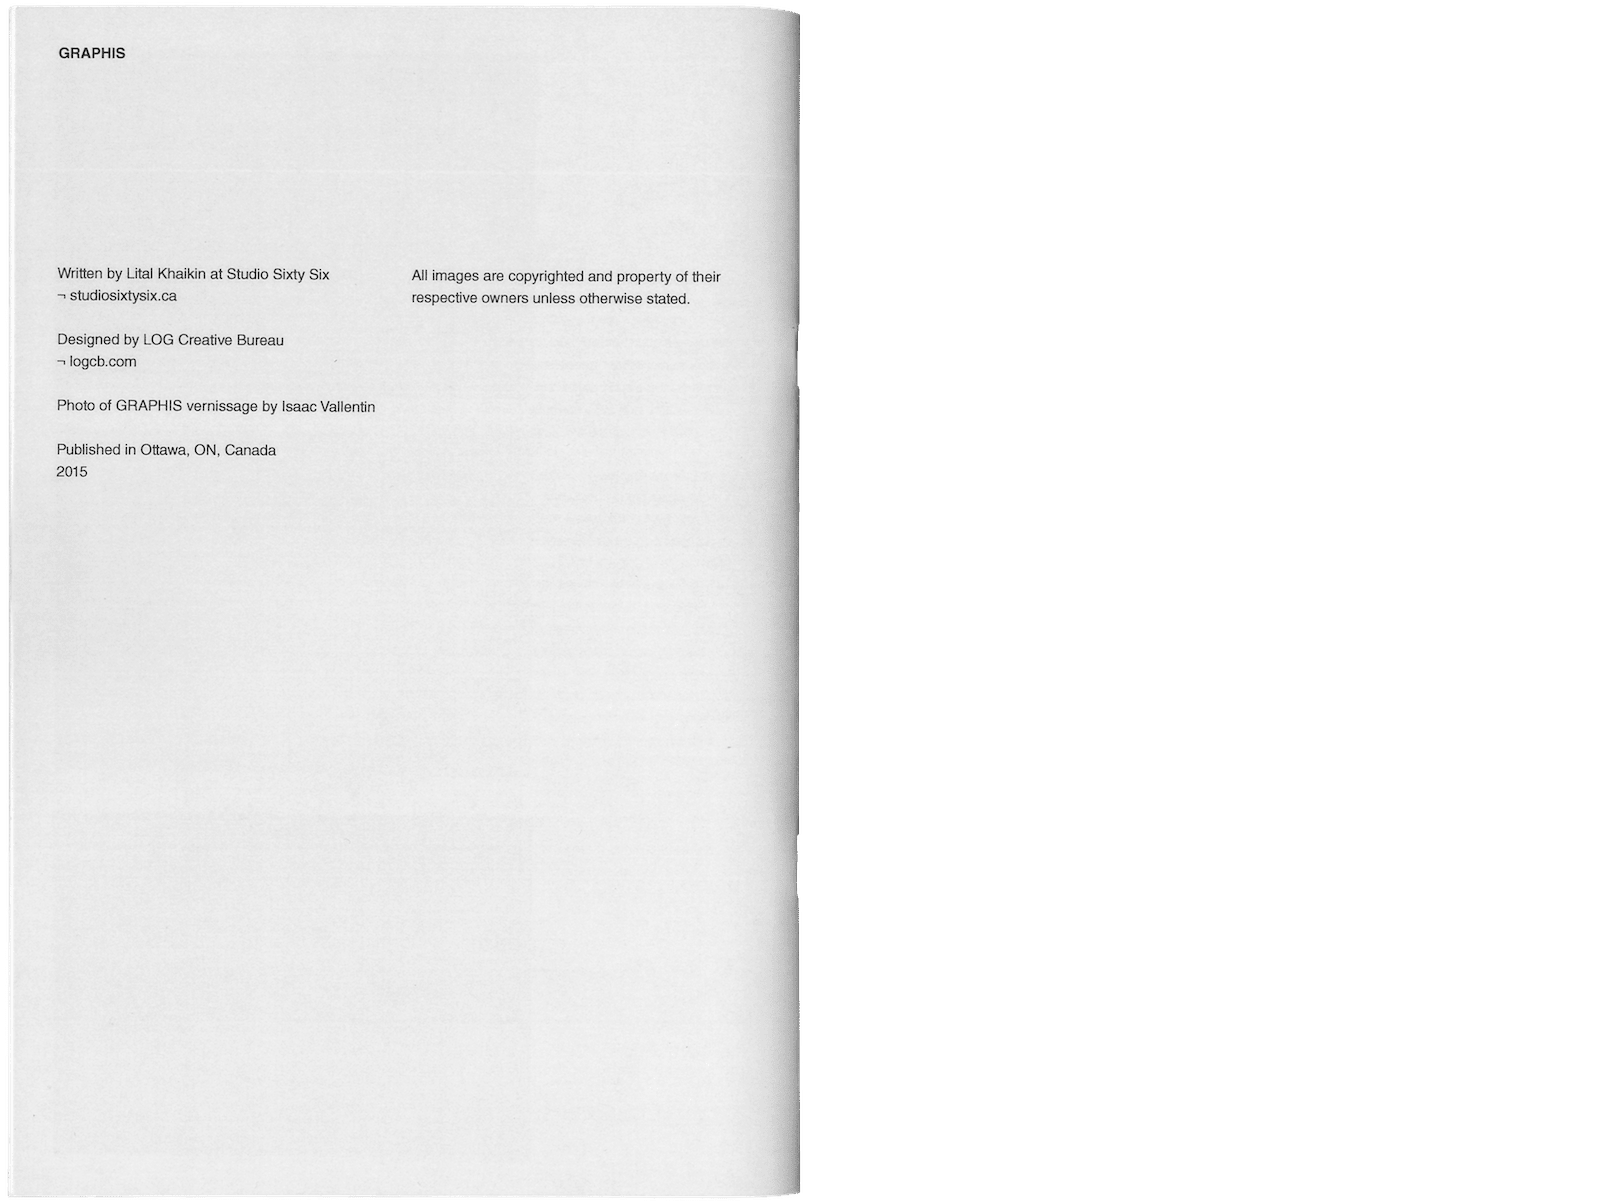 GRAPHIS
Written by Lital Khaikin at Studio Sixty Six
¬ studiosixtysix.ca
Designed by LOG Creative Bureau
¬ logcb.com
Photo of GRAPHIS vernissage by Isaac Vallentin
Published in Ottawa, ON, Canada
2015
All images are copyrighted and property of their
respective owners unless otherwise stated.